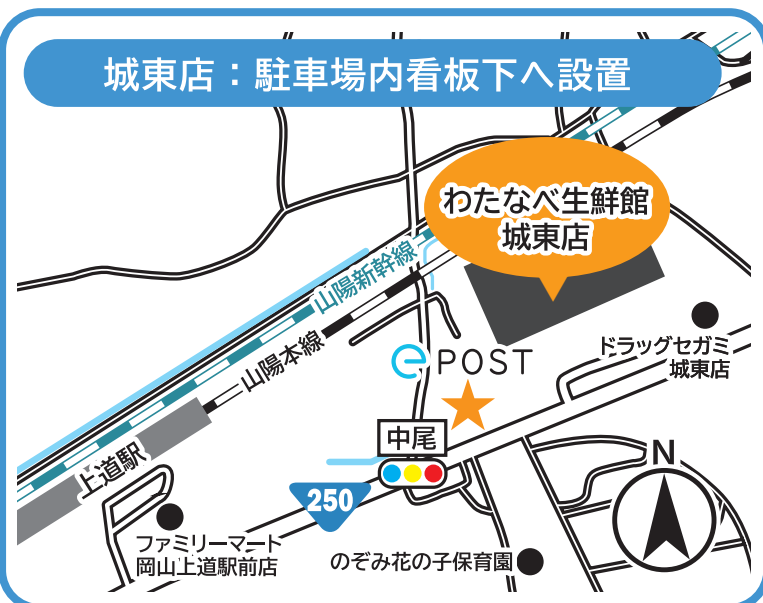 城東店：駐車場内看板下へ設置
わたなべ生鮮館
城東店
山陽新幹線
山陽本線
ドラッグセガミ
城東店
e POST
中尾
上道駅
250
N
ファミリーマート
岡山上道駅前店
のぞみ花の子保育園